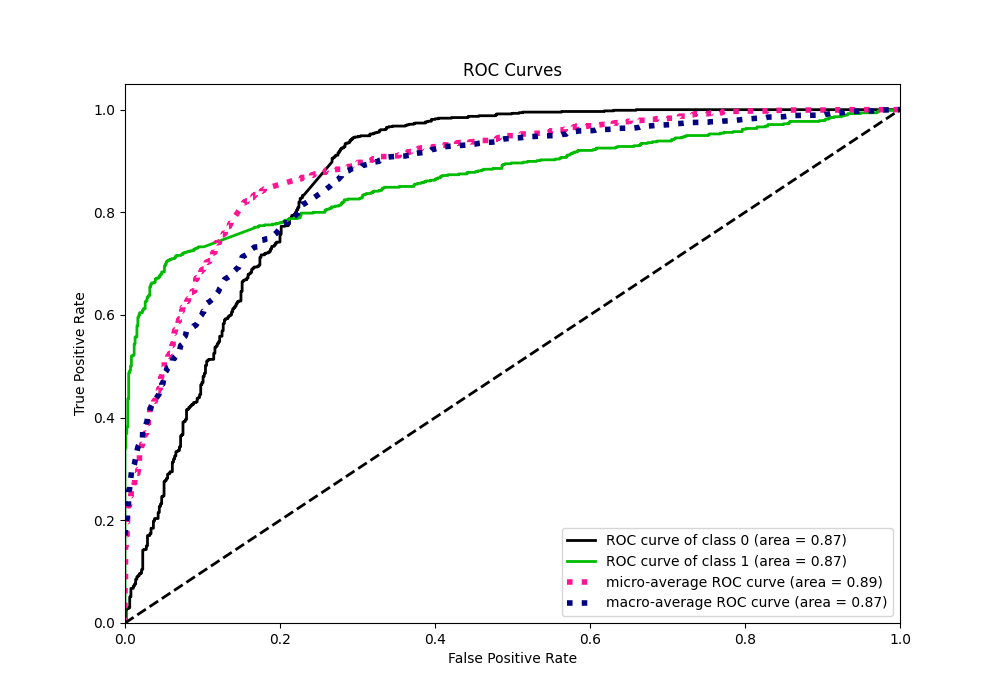 ROC Curves
True Positive Rate
1.0
0.8
0.6
0.4
0.2
0.0
0.0 0.2 0.4 0.6 0.8 1.0
False Positive Rate
ROC curve of class 0 (area = 0.87)
ROC curve of class 1 (area = 0.87)
micro-average ROC curve (area = 0.89)
macro-average ROC curve (area = 0.87)